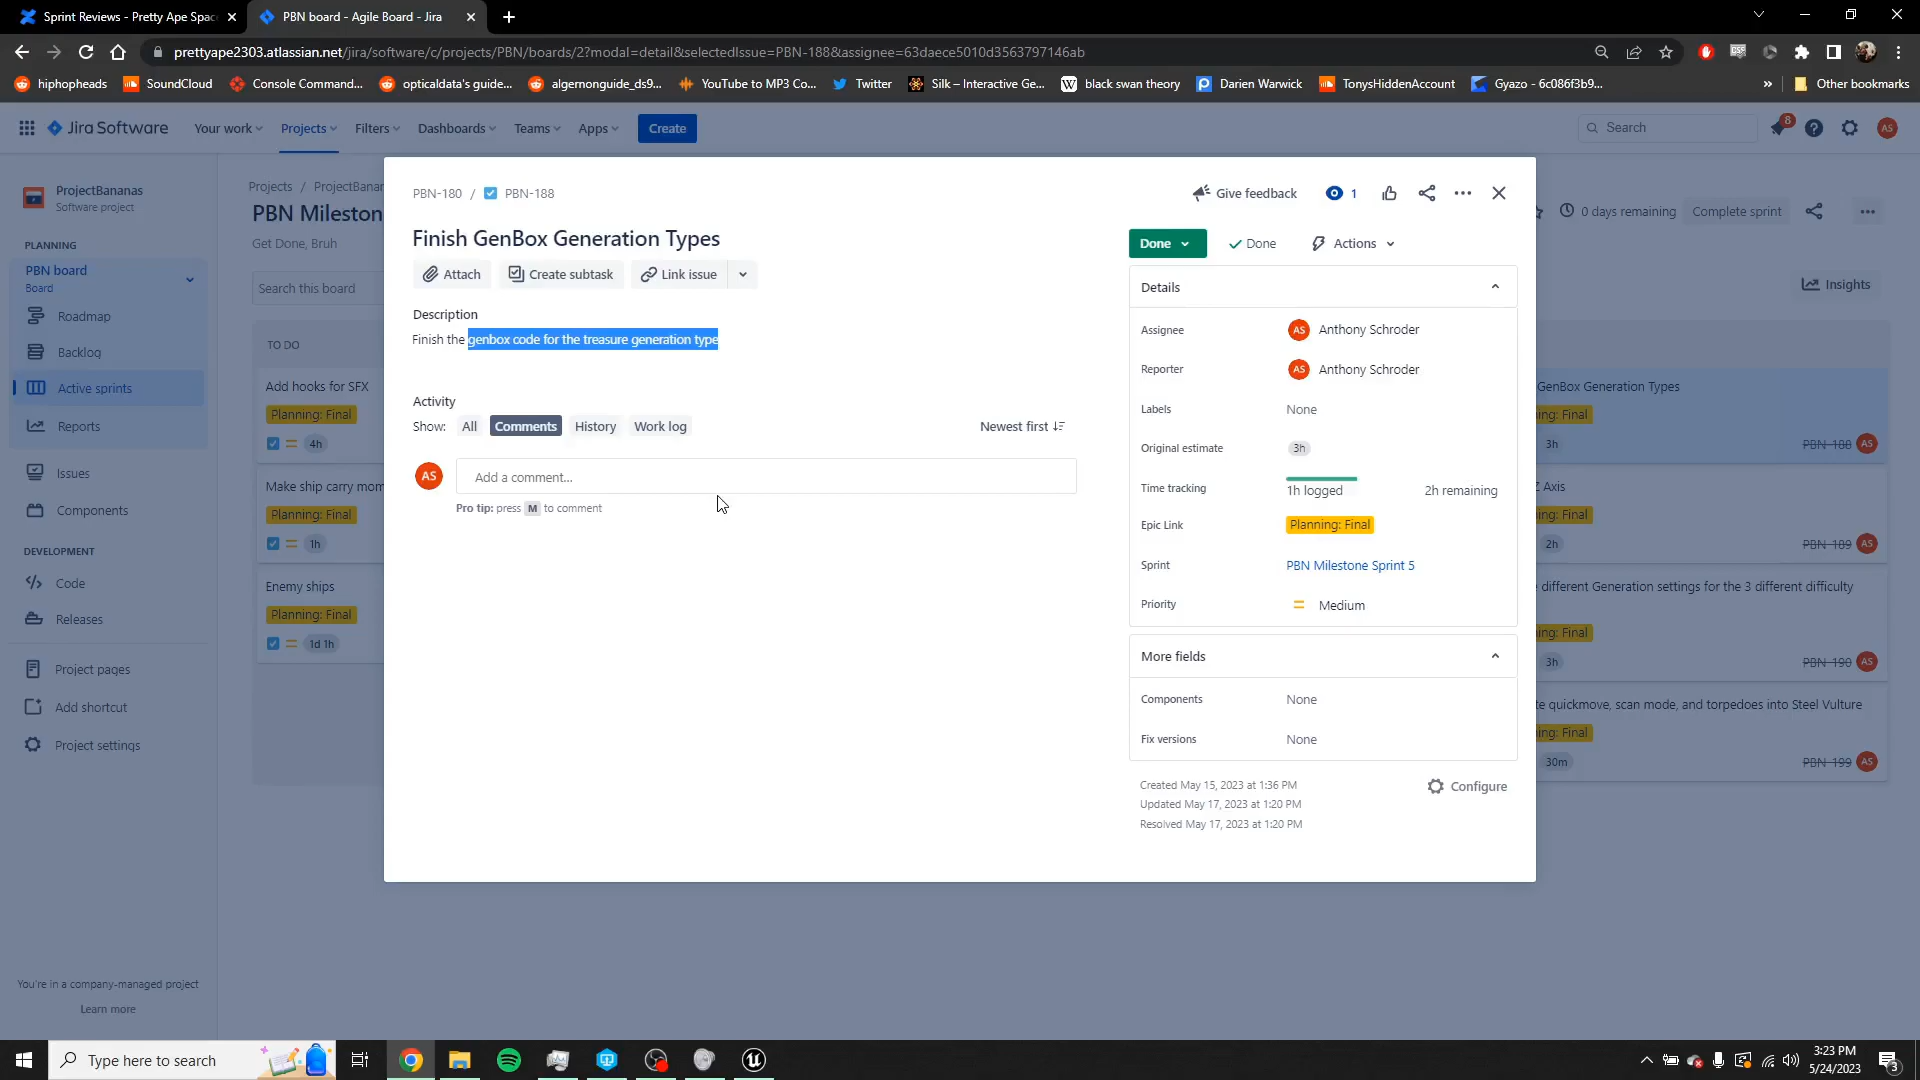 Sprint Reviews - Pretty Ape Spac
PBN board - Agile Board - Jira
prettyape2303.atlassian.net/jira/software/c/projects/PBN/boards/2?modal=detail&selectedIssue=PBN-188&assignee=63daece5010d3563797146ab
hiphopheads
SoundCloud
Console Command...
opticaldata's guide...
algernonguide_ds9...
YouTube to MP3 Co...
Twitter
Silk – Interactive Ge...
black swan theory
Darien Warwick
TonysHiddenAccount
Gyazo - 6c086f3b9...
»
Other bookmarks
Jira Software
Your work
Projects
Filters
Dashboards
Teams
Apps
Create
Search
8
AS
ProjectBananas
Software project
PLANNING
PBN board
Board
Roadmap
Backlog
Active sprints
Reports
Issues
Components
DEVELOPMENT
Code
Releases
Project pages
Add shortcut
Project settings
You're in a company-managed project
Learn more
Projects / ProjectBanan
PBN Mileston
Get Done, Bruh
Search this board
0 days remaining
Complete sprint
Insights
TO DO
Add hooks for SFX
Planning: Final
4h
Make ship carry mom
Planning: Final
1h
Enemy ships
Planning: Final
1d 1h
PBN-180 / PBN-188
Give feedback
1
Finish GenBox Generation Types
Attach
Create subtask
Link issue
Description
Finish the genbox code for the treasure generation type
Activity
Show:
All
Comments
History
Work log
Newest first
AS
Add a comment...
Pro tip: press M to comment
Done
Done
Actions
Details
Assignee
AS Anthony Schroder
Reporter
AS Anthony Schroder
Labels
None
Original estimate
3h
Time tracking
1h logged
2h remaining
Epic Link
Planning: Final
Sprint
PBN Milestone Sprint 5
Priority
Medium
More fields
Components
None
Fix versions
None
Created May 15, 2023 at 1:36 PM
Updated May 17, 2023 at 1:20 PM
Resolved May 17, 2023 at 1:20 PM
Configure
GenBox Generation Types
ing: Final
3h
PBN-188
AS
Z Axis
ing: Final
2h
PBN-189
AS
different Generation settings for the 3 different difficulty
ing: Final
3h
PBN-190
AS
te quickmove, scan mode, and torpedoes into Steel Vulture
ing: Final
30m
PBN-199
AS
Type here to search
3:23 PM
5/24/2023
3